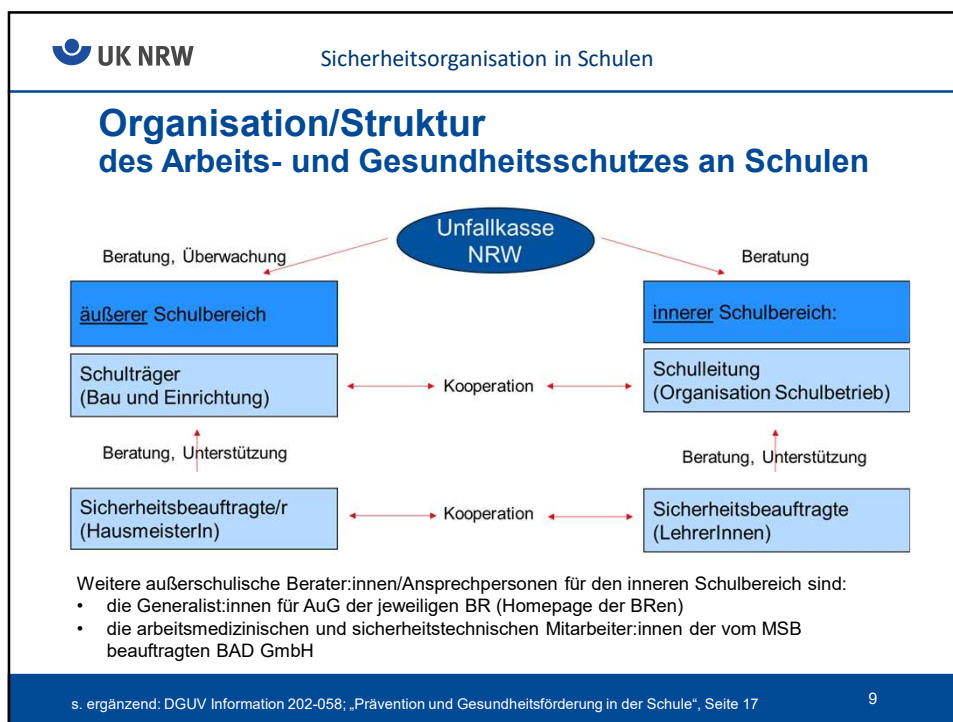 UK NRW
Sicherheitsorganisation in Schulen
Organisation/Struktur
des Arbeits- und Gesundheitsschutzes an Schulen
Unfallkasse
NRW
Beratung, Überwachung
Beratung
äußerer Schulbereich
innerer Schulbereich:
Schulträger
(Bau und Einrichtung)
Kooperation
Schulleitung
(Organisation Schulbetrieb)
Beratung, Unterstützung
Beratung, Unterstützung
Sicherheitsbeauftragte/r
(HausmeisterIn)
Kooperation
Sicherheitsbeauftragte
(LehrerInnen)
Weitere außerschulische Berater:innen/Ansprechpersonen für den inneren Schulbereich sind:
• die Generalist:innen für AuG der jeweiligen BR (Homepage der BRen)
• die arbeitsmedizinischen und sicherheitstechnischen Mitarbeiter:innen der vom MSB
beauftragten BAD GmbH
s. ergänzend: DGUV Information 202-058; „Prävention und Gesundheitsförderung in der Schule“, Seite 17
9